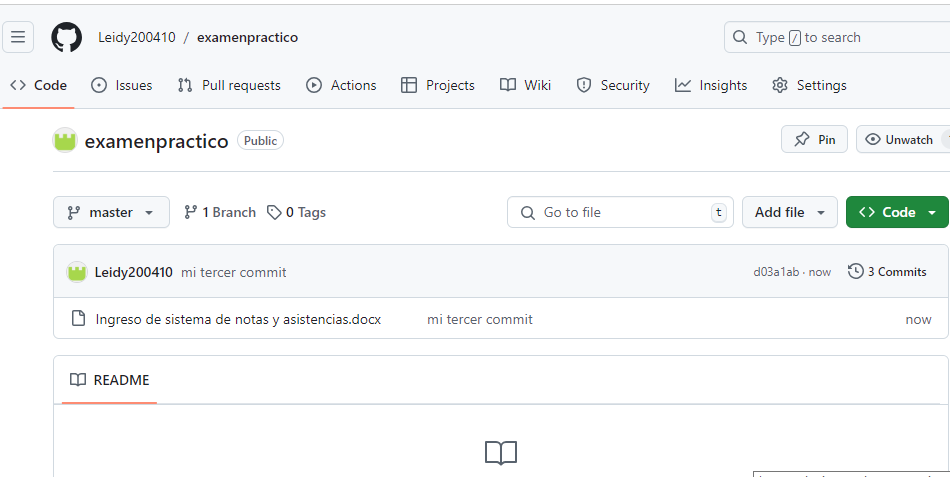 Leidy200410 / examenpractico
Type / to search
Code Issues Pull requests Actions Projects Wiki Security Insights Settings
examenpractico Public
Pin Unwatch
master 1 Branch 0 Tags
Go to file t Add file Code
Leidy200410 mi tercer commit d03a1ab · now 3 Commits
Ingreso de sistema de notas y asistencias.docx mi tercer commit now
README